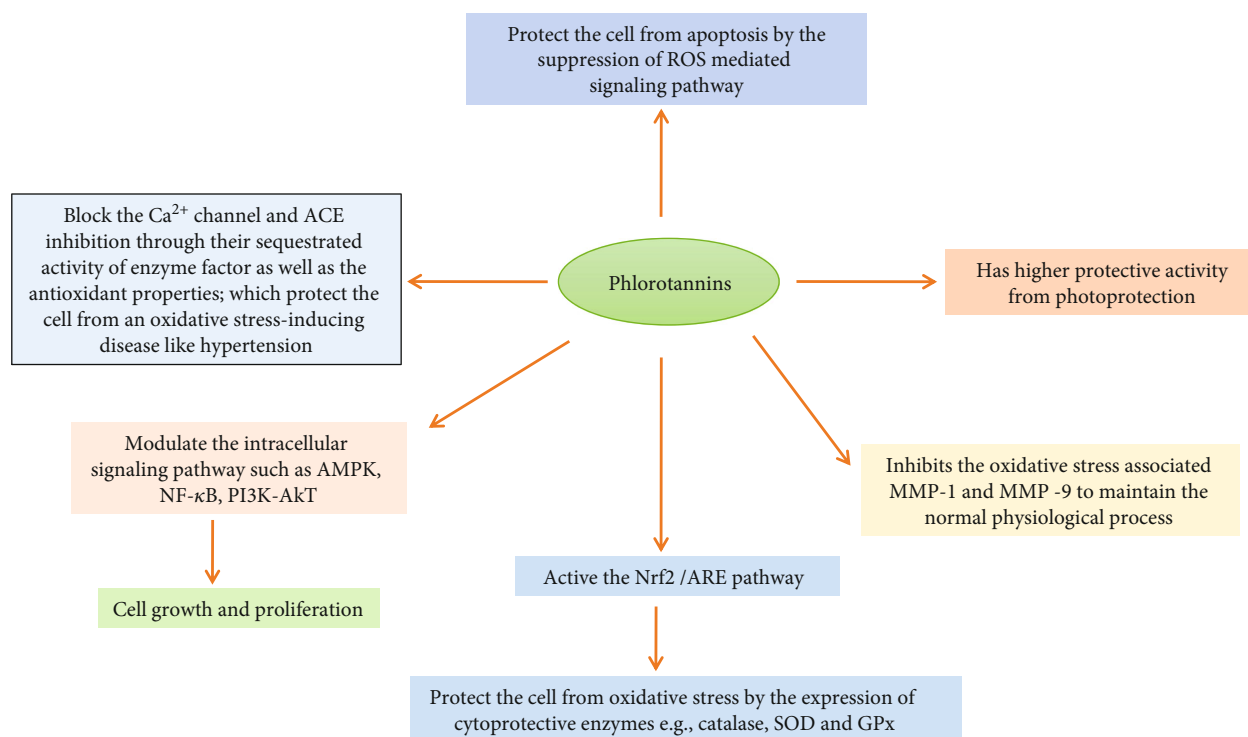 Protect the cell from apoptosis by the
suppression of ROS mediated
signaling pathway
Block the Ca²⁺ channel and ACE
inhibition through their sequestrated
activity of enzyme factor as well as the
antioxidant properties; which protect the
cell from an oxidative stress-inducing
disease like hypertension
Phlorotannins
Has higher protective activity
from photoprotection
Modulate the intracellular
signaling pathway such as AMPK,
NF-κB, PI3K-AkT
Inhibits the oxidative stress associated
MMP-1 and MMP -9 to maintain the
normal physiological process
Active the Nrf2 /ARE pathway
Cell growth and proliferation
Protect the cell from oxidative stress by the expression of
cytoprotective enzymes e.g., catalase, SOD and GPx